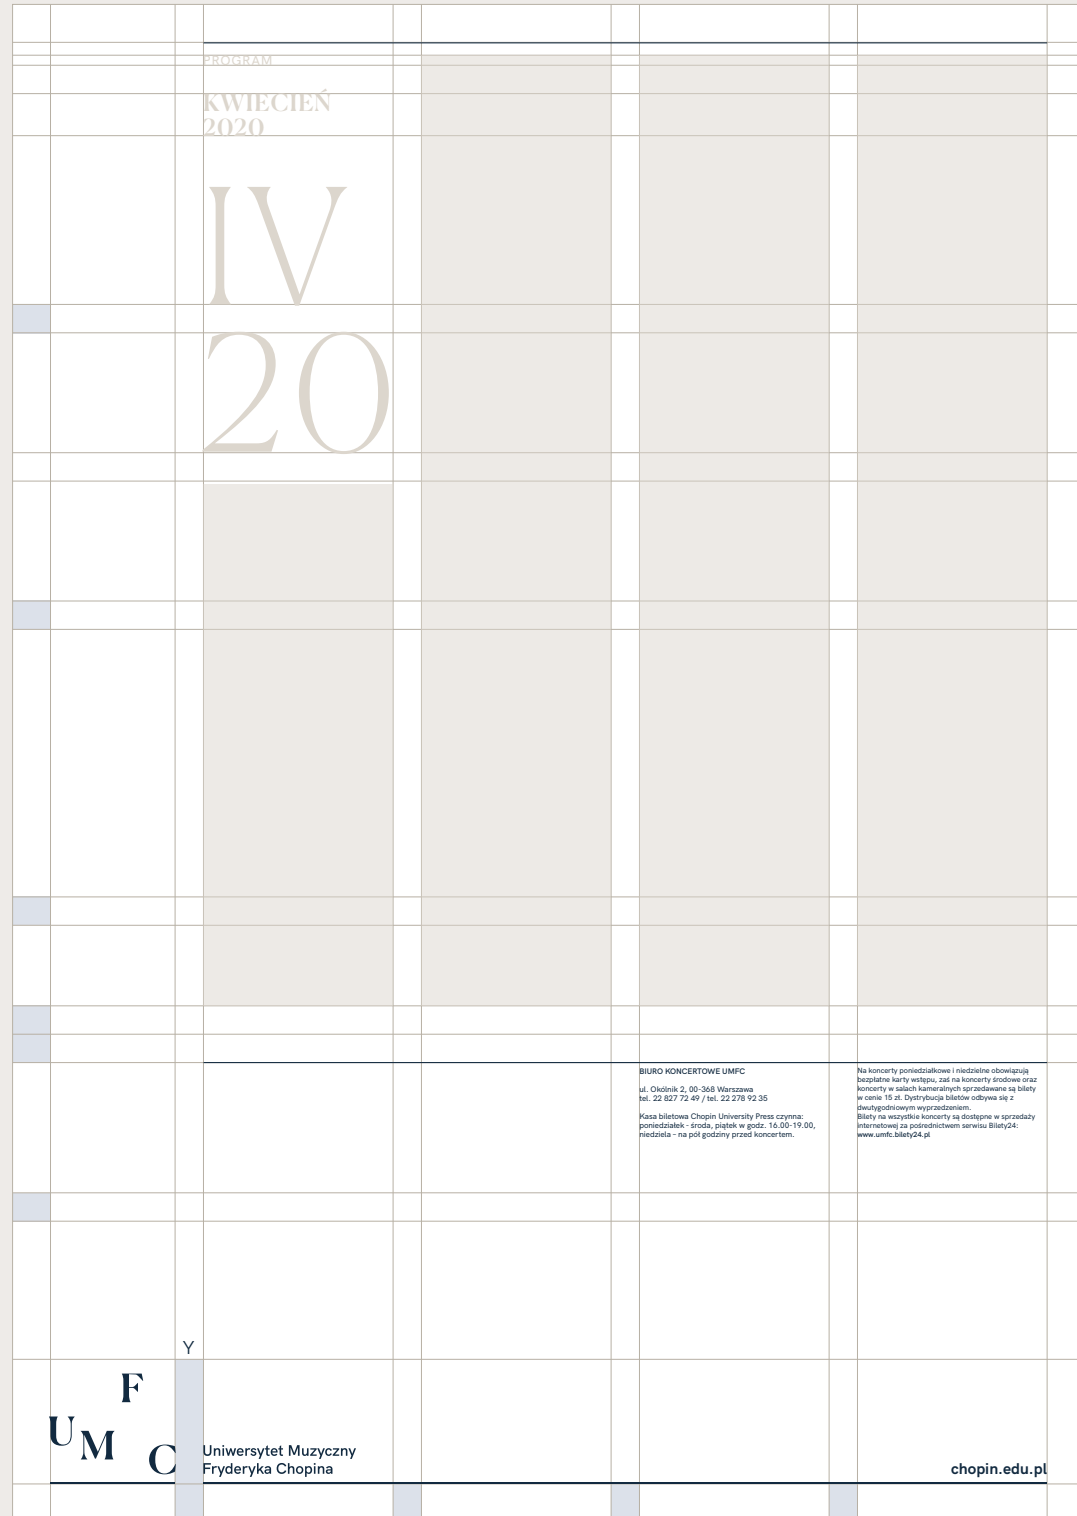 PROGRAM
KWIECIEŃ
2020
IV
20
BIURO KONCERTOWE UMFC
ul. Okólnik 2, 00-368 Warszawa
tel. 22 827 72 49 / tel. 22 278 92 35
Kasa biletowa Chopin University Press czynna:
poniedziałek - środa, piątek w godz. 16.00-19.00,
niedziela – na pół godziny przed koncertem.
Na koncerty poniedziałkowe i niedzielne obowiązują
bezpłatne karty wstępu, zaś na koncerty środowe oraz
koncerty w salach kameralnych sprzedawane są bilety
w cenie 15 zł. Dystrybucja biletów odbywa się z
dwutygodniowym wyprzedzeniem.
Bilety na wszystkie koncerty są dostępne w sprzedaży
internetowej za pośrednictwem serwisu Bilety24:
www.umfc.bilety24.pl
Y
F
U
M
C
Uniwersytet Muzyczny
Fryderyka Chopina
chopin.edu.pl